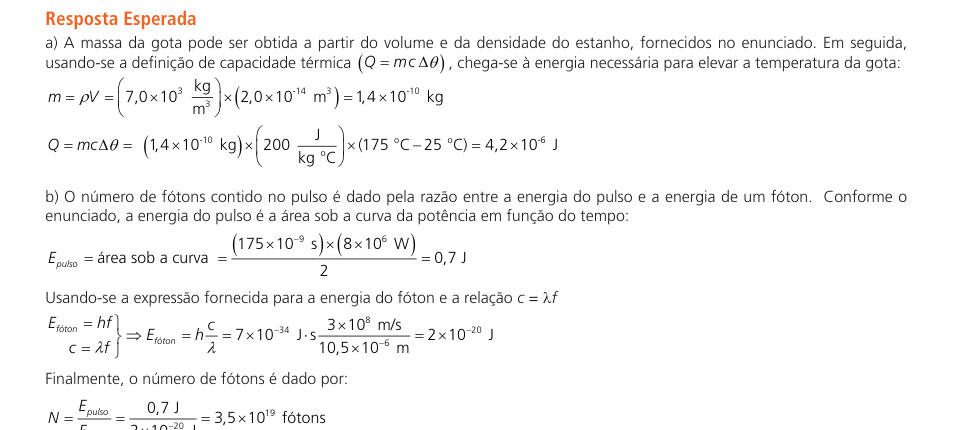 Resposta Esperada
a) A massa da gota pode ser obtida a partir do volume e da densidade do estanho, fornecidos no enunciado. Em seguida,
usando-se a definição de capacidade térmica (Q = mcΔθ), chega-se à energia necessária para elevar a temperatura da gota:
m = ρV = (7,0×10³ kg/m³)×(2,0×10⁻¹⁴ m³) = 1,4×10⁻¹⁰ kg
Q = mcΔθ = (1,4×10⁻¹⁰ kg)×(200 J/kg ºC)×(175 ºC − 25 ºC) = 4,2×10⁻⁶ J
b) O número de fótons contido no pulso é dado pela razão entre a energia do pulso e a energia de um fóton. Conforme o
enunciado, a energia do pulso é a área sob a curva da potência em função do tempo:
E_pulso = área sob a curva = (175×10⁻⁹ s)×(8×10⁶ W)/2 = 0,7 J
Usando-se a expressão fornecida para a energia do fóton e a relação c = λf
E_fóton = hf
c = λf } ⇒ E_fóton = h c/λ = 7×10⁻³⁴ J·s 3×10⁸ m/s / 10,5×10⁻⁶ m = 2×10⁻²⁰ J
Finalmente, o número de fótons é dado por:
N = E_pulso/E = 0,7 J / 2×10⁻²⁰ J = 3,5×10¹⁹ fótons